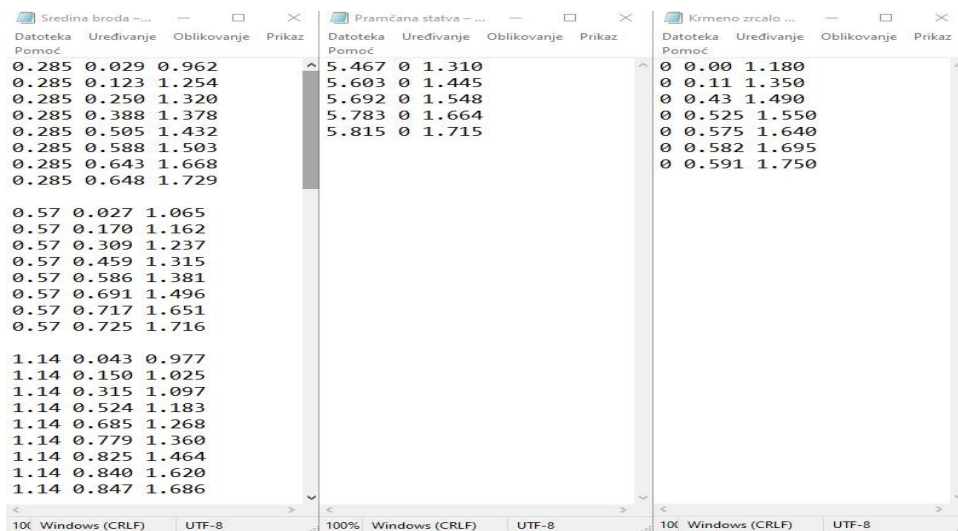 Sredina broda –...
Datoteka Uređivanje Oblikovanje Prikaz
Pomoć
0.285 0.029 0.962
0.285 0.123 1.254
0.285 0.250 1.320
0.285 0.388 1.378
0.285 0.505 1.432
0.285 0.588 1.503
0.285 0.643 1.668
0.285 0.648 1.729
0.57 0.027 1.065
0.57 0.170 1.162
0.57 0.309 1.237
0.57 0.459 1.315
0.57 0.586 1.381
0.57 0.691 1.496
0.57 0.717 1.651
0.57 0.725 1.716
1.14 0.043 0.977
1.14 0.150 1.025
1.14 0.315 1.097
1.14 0.524 1.183
1.14 0.685 1.268
1.14 0.779 1.360
1.14 0.825 1.464
1.14 0.840 1.620
1.14 0.847 1.686
Windows (CRLF) UTF-8
Pramčana statva – ...
Datoteka Uređivanje Oblikovanje Prikaz
Pomoć
5.467 0 1.310
5.603 0 1.445
5.692 0 1.548
5.783 0 1.664
5.815 0 1.715
100% Windows (CRLF) UTF-8
Krmeno zrcalo ...
Datoteka Uređivanje Oblikovanje Prikaz
Pomoć
0 0.00 1.180
0 0.11 1.350
0 0.43 1.490
0 0.525 1.550
0 0.575 1.640
0 0.582 1.695
0 0.591 1.750
Windows (CRLF) UTF-8